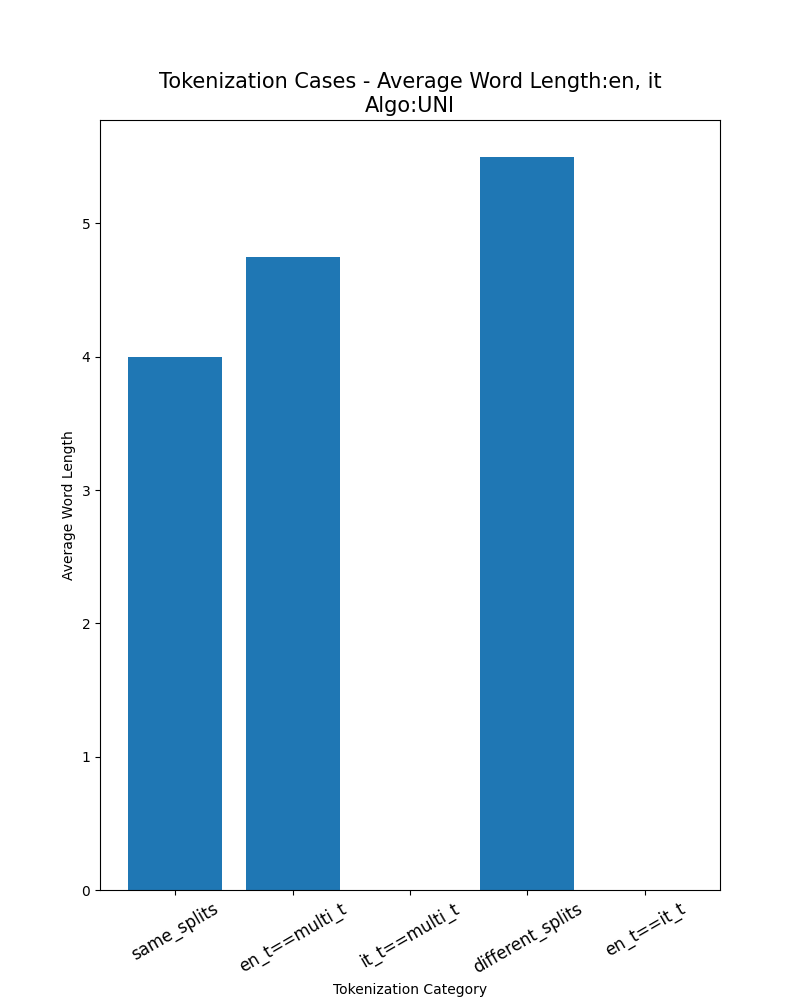 Tokenization Cases - Average Word Length:en, it
Algo:UNI
Average Word Length
5
4
3
2
1
0
same_splits
en_t==multi_t
it_t==multi_t
different_splits
en_t==it_t
Tokenization Category